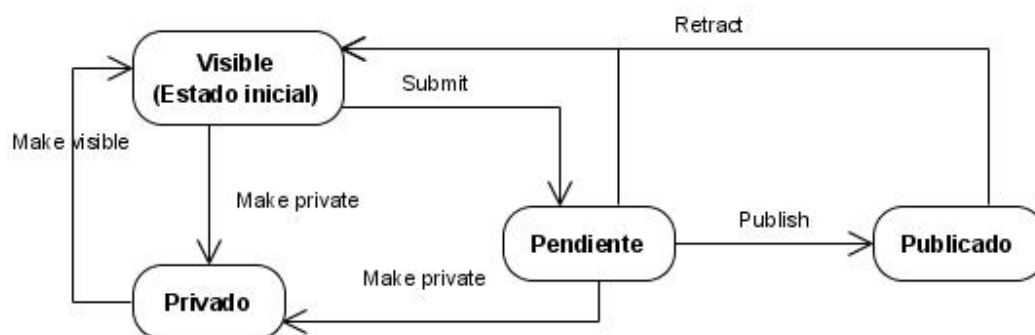 Retract
Visible
(Estado inicial)
Submit
Make visible
Make private
Pendiente
Publish
Publicado
Make private
Privado